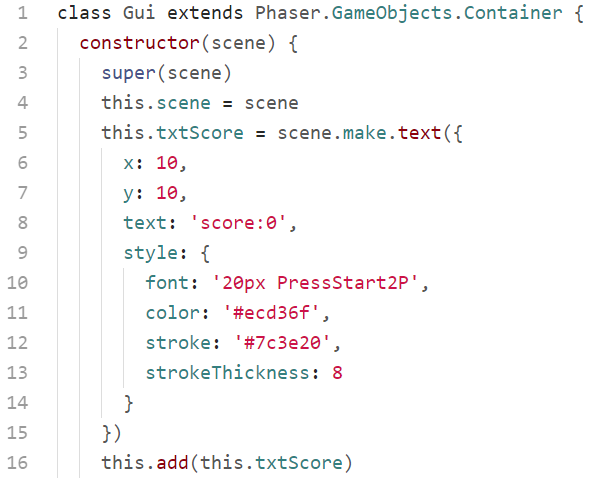 1 class Gui extends Phaser.GameObjects.Container {
2 constructor(scene) {
3 super(scene)
4 this.scene = scene
5 this.txtScore = scene.make.text({
6 x: 10,
7 y: 10,
8 text: 'score:0',
9 style: {
10 font: '20px PressStart2P',
11 color: '#ecd36f',
12 stroke: '#7c3e20',
13 strokeThickness: 8
14 }
15 })
16 this.add(this.txtScore)